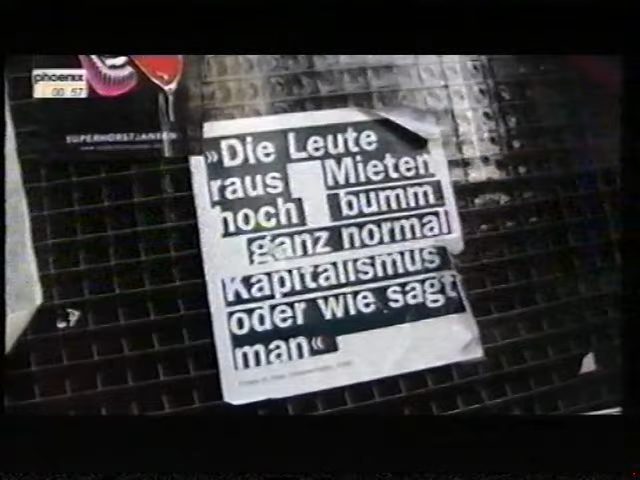 phoenix
00:57
SUPERHORSTJANSEN
»Die Leute
raus Mieten
hoch bumm
ganz normal
Kapitalismus
oder wie sagt
man«